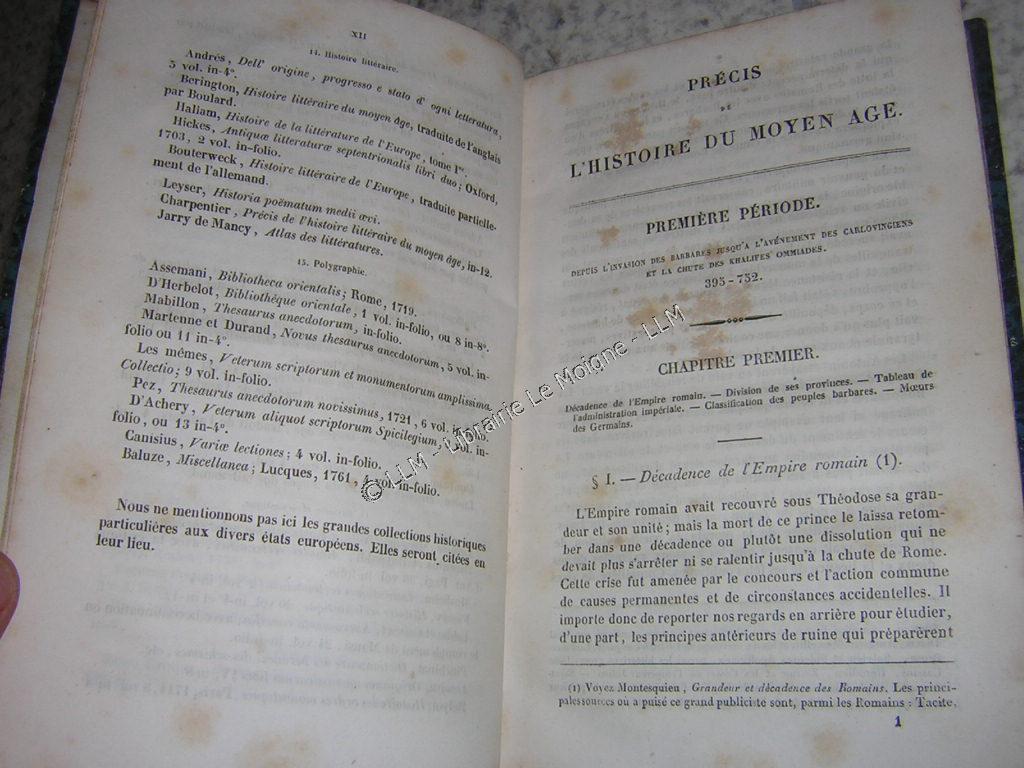 XII
14. Histoire littéraire.
Andrés, Dell' origine, progresso e stato d' ogni letteratura,
5 vol. in-4°.
Berington, Histoire littéraire du moyen âge, traduite de l'anglais
par Boulard.
Hallam, Histoire de la littérature de l'Europe, tome Ier.
Hickes, Antiquæ litteraturæ septentrionalis libri duo; Oxford,
1703, 2 vol. in-folio.
Bouterweck, Histoire littéraire de l'Europe, traduite partielle-
ment de l'allemand.
Leyser, Historia poëmatum medii ævi.
Charpentier, Précis de l'histoire littéraire du moyen âge, in-12.
Jarry de Mancy, Atlas des littératures.
15. Polygraphie.
Assemani, Bibliotheca orientalis; Rome, 1719.
D'Herbelot, Bibliothéque orientale, 1 vol. in-folio, ou 8 in-8°.
Mabillon, Thesaurus anecdotorum, in-folio.
Martenne et Durand, Novus thesaurus anecdotorum, 5 vol. in-
folio ou 11 in-4°.
Les mêmes, Veterum scriptorum et monumentorum amplissima
Collectio; 9 vol. in-folio.
Pez, Thesaurus anecdotorum novissimus, 1721, 6 vol. in-folio.
D'Achery, Veterum aliquot scriptorum Spicilegium, vol. in-
folio, ou 13 in-4°.
Canisius, Variæ lectiones; 4 vol. in-folio.
Baluze, Miscellanea; Lucques, 1761, 4 vol. in-folio.
Nous ne mentionnons pas ici les grandes collections historiques
particulières aux divers états européens. Elles seront citées en
leur lieu.
PRÉCIS
DE
L'HISTOIRE DU MOYEN AGE.
PREMIÈRE PÉRIODE.
DEPUIS L'INVASION DES BARBARES JUSQU'A L'AVÉNEMENT DES CARLOVINGIENS
ET LA CHUTE DES KHALIFES OMMIADES.
395-752.
CHAPITRE PREMIER.
Décadence de l'Empire romain. — Division de ses provinces. — Tableau de
l'administration impériale. — Classification des peuples barbares. — Mœurs
des Germains.
§ I. — Décadence de l'Empire romain (1).
L'Empire romain avait recouvré sous Théodose sa gran-
deur et son unité; mais la mort de ce prince le laissa retom-
ber dans une décadence ou plutôt une dissolution qui ne
devait plus s'arrêter ni se ralentir jusqu'à la chute de Rome.
Cette crise fut amenée par le concours et l'action commune
de causes permanentes et de circonstances accidentelles. Il
importe donc de reporter nos regards en arrière pour étudier,
d'une part, les principes antérieurs de ruine qui préparèrent
(1) Voyez Montesquieu, Grandeur et décadence des Romains. Les princi-
pales sources où a puisé ce grand publiciste sont, parmi les Romains : Tacite,
1
© LLM - Librairie Le Moigne - LLM